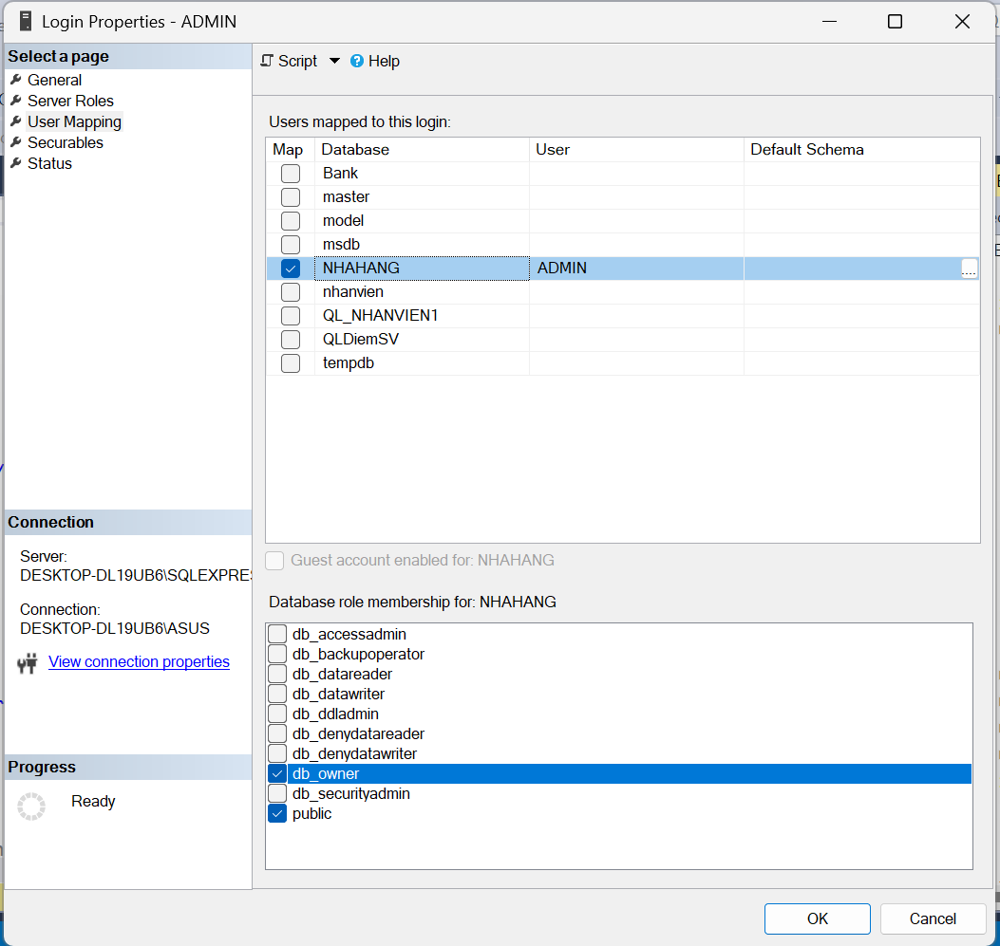 Login Properties - ADMIN
Select a page
General
Server Roles
User Mapping
Securables
Status
Connection
Server:
DESKTOP-DL19UB6\SQLEXPRES
Connection:
DESKTOP-DL19UB6\ASUS
View connection properties
Progress
Ready
Script
Help
Users mapped to this login:
Map Database User Default Schema
Bank
master
model
msdb
NHAHANG ADMIN ...
nhanvien
QL_NHANVIEN1
QLDiemSV
tempdb
Guest account enabled for: NHAHANG
Database role membership for: NHAHANG
db_accessadmin
db_backupoperator
db_datareader
db_datawriter
db_ddladmin
db_denydatareader
db_denydatawriter
db_owner
db_securityadmin
public
OK Cancel